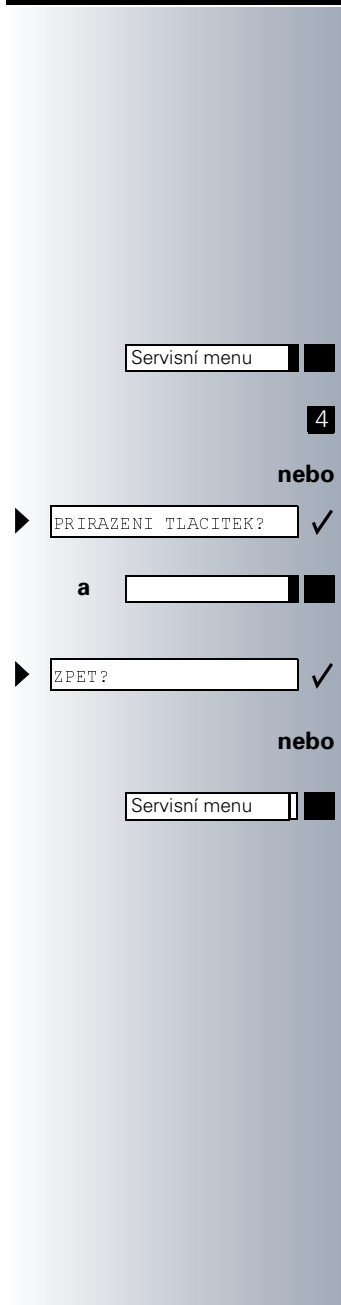 Servisní menu
4
nebo
PRIRAZENI TLACITEK?
a
ZPET?
nebo
Servisní menu